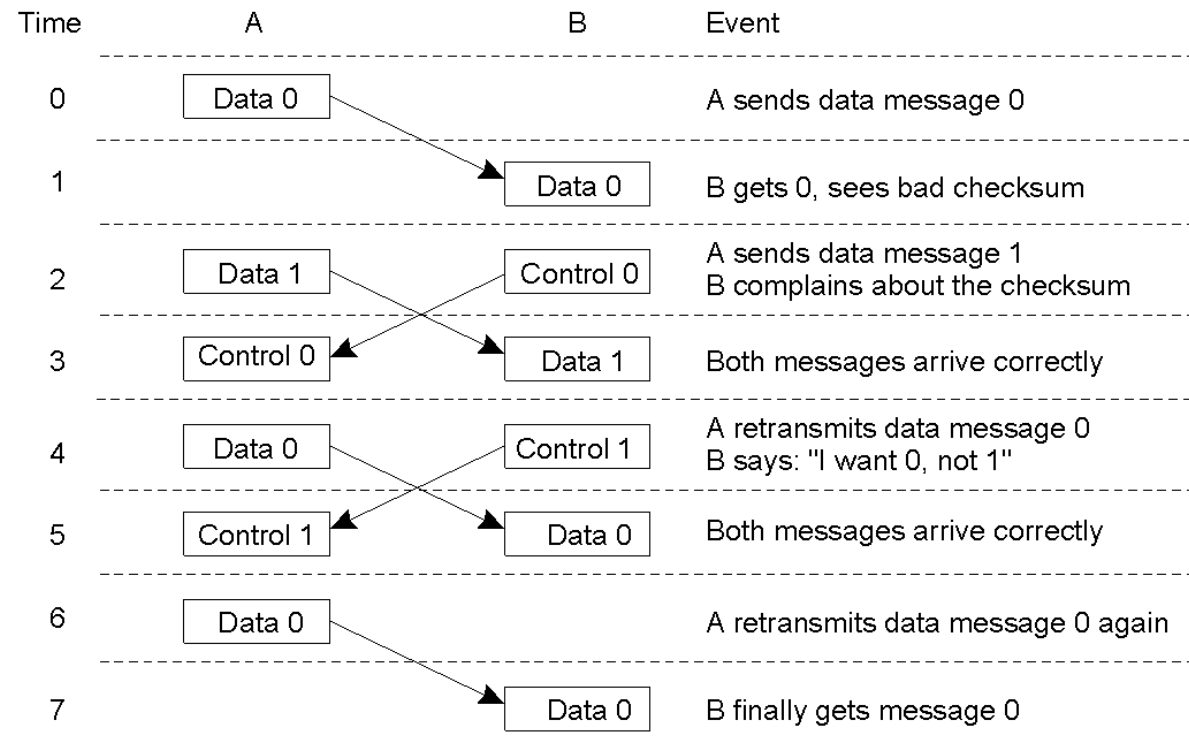 Time A B Event
0 Data 0 A sends data message 0
1 Data 0 B gets 0, sees bad checksum
2 Data 1 Control 0 A sends data message 1
B complains about the checksum
3 Control 0 Data 1 Both messages arrive correctly
4 Data 0 Control 1 A retransmits data message 0
B says: "I want 0, not 1"
5 Control 1 Data 0 Both messages arrive correctly
6 Data 0 A retransmits data message 0 again
7 Data 0 B finally gets message 0